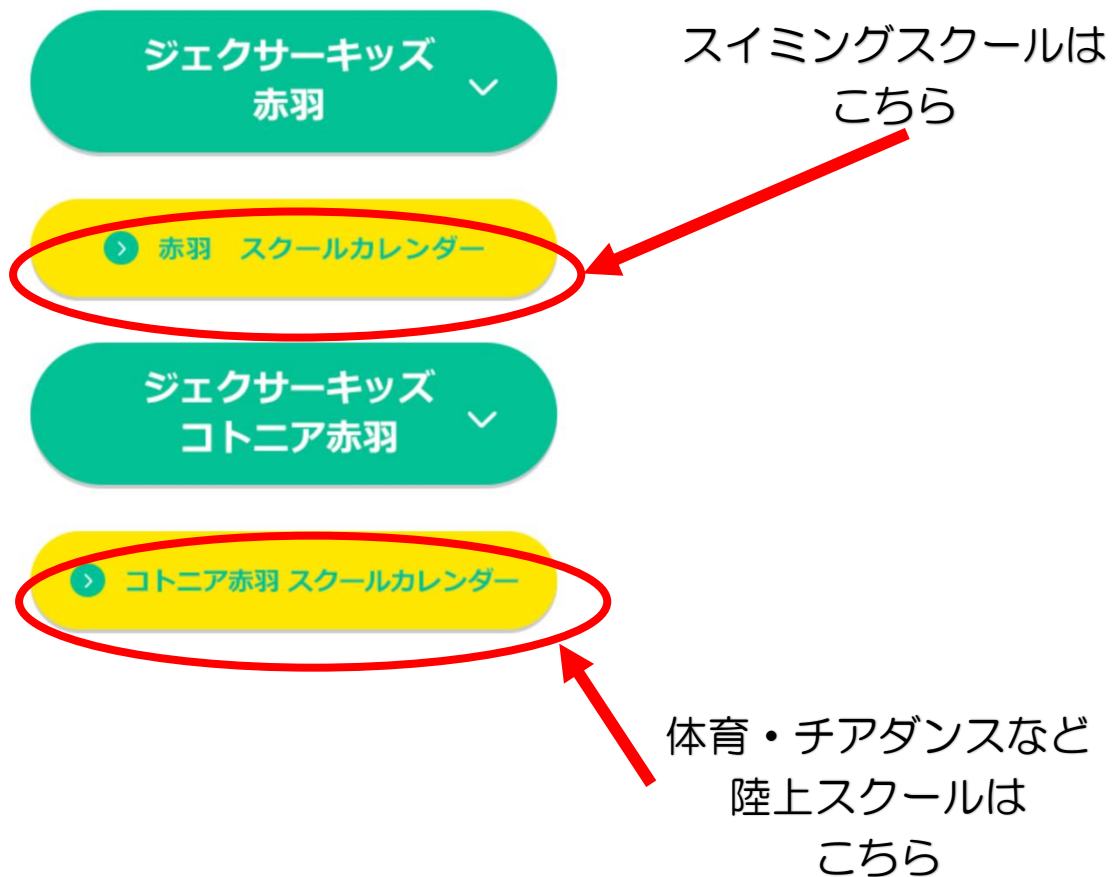 ジェクサーキッズ
赤羽
スイミングスクールは
こちら
赤羽　スクールカレンダー
ジェクサーキッズ
コトニア赤羽
コトニア赤羽 スクールカレンダー
体育・チアダンスなど
陸上スクールは
こちら